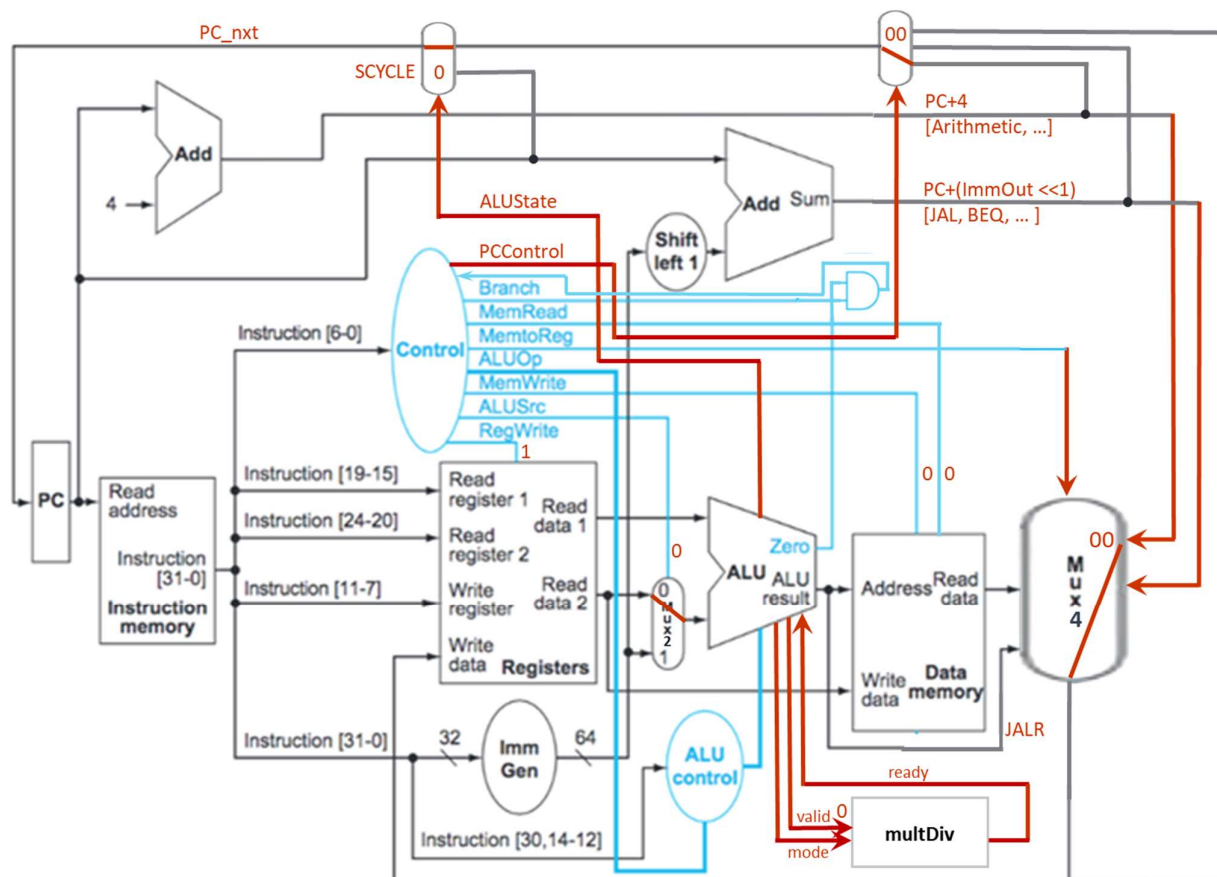 PC_nxt
00
SCYCLE
0
PC+4
[Arithmetic, ...]
Add
4
ALUState
PC+(ImmOut <<1)
[JAL, BEQ, ... ]
Add Sum
Shift
left 1
PCControl
Branch
MemRead
MemtoReg
ALUOp
MemWrite
ALUSrc
RegWrite
Control
Instruction [6-0]
1
Instruction [19-15]
Instruction [24-20]
Instruction [11-7]
PC
Read
address
Instruction
[31-0]
Instruction
memory
Read
register 1
Read
register 2
Write
register
Write
data
Read
data 1
Read
data 2
Registers
0
0
Mux2
1
Zero
ALU
ALU
result
0 0
Address
Read
data
Write
data
Data
memory
00
Mux
4
JALR
Instruction [31-0]
32
Imm
Gen
64
ALU
control
Instruction [30,14-12]
ready
valid
0
mode
multDiv